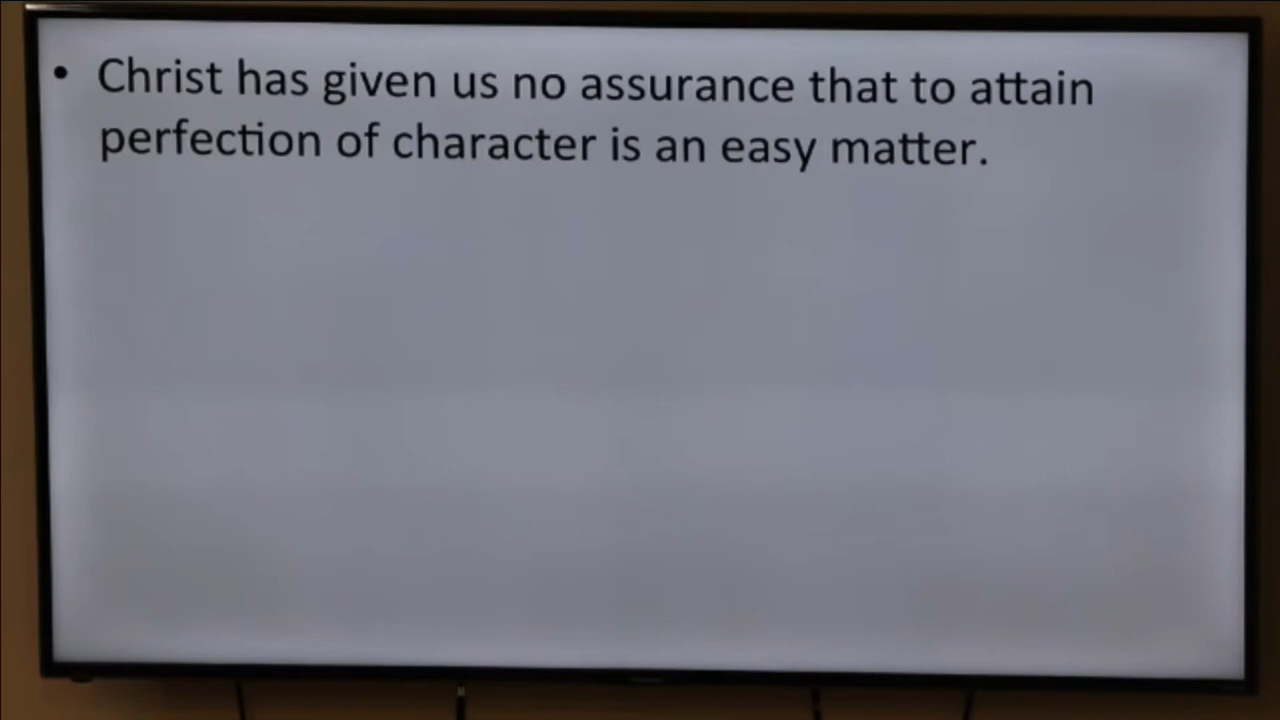 • Christ has given us no assurance that to attain
perfection of character is an easy matter.